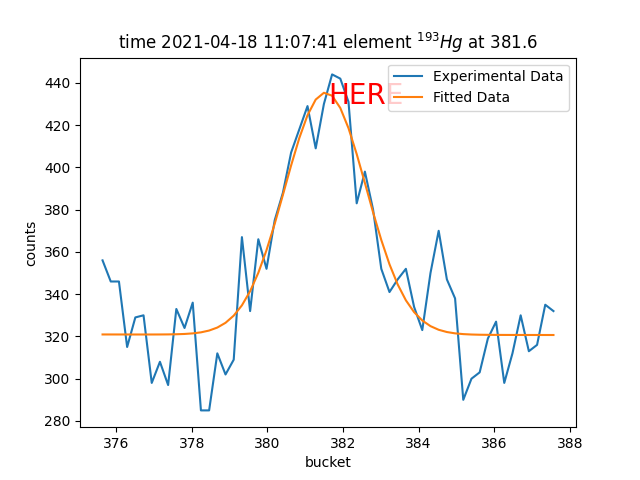 time 2021-04-18 11:07:41 element ¹⁹³Hg at 381.6
HERE
Experimental Data
Fitted Data
counts
440
420
400
380
360
340
320
300
280
376 378 380 382 384 386 388
bucket